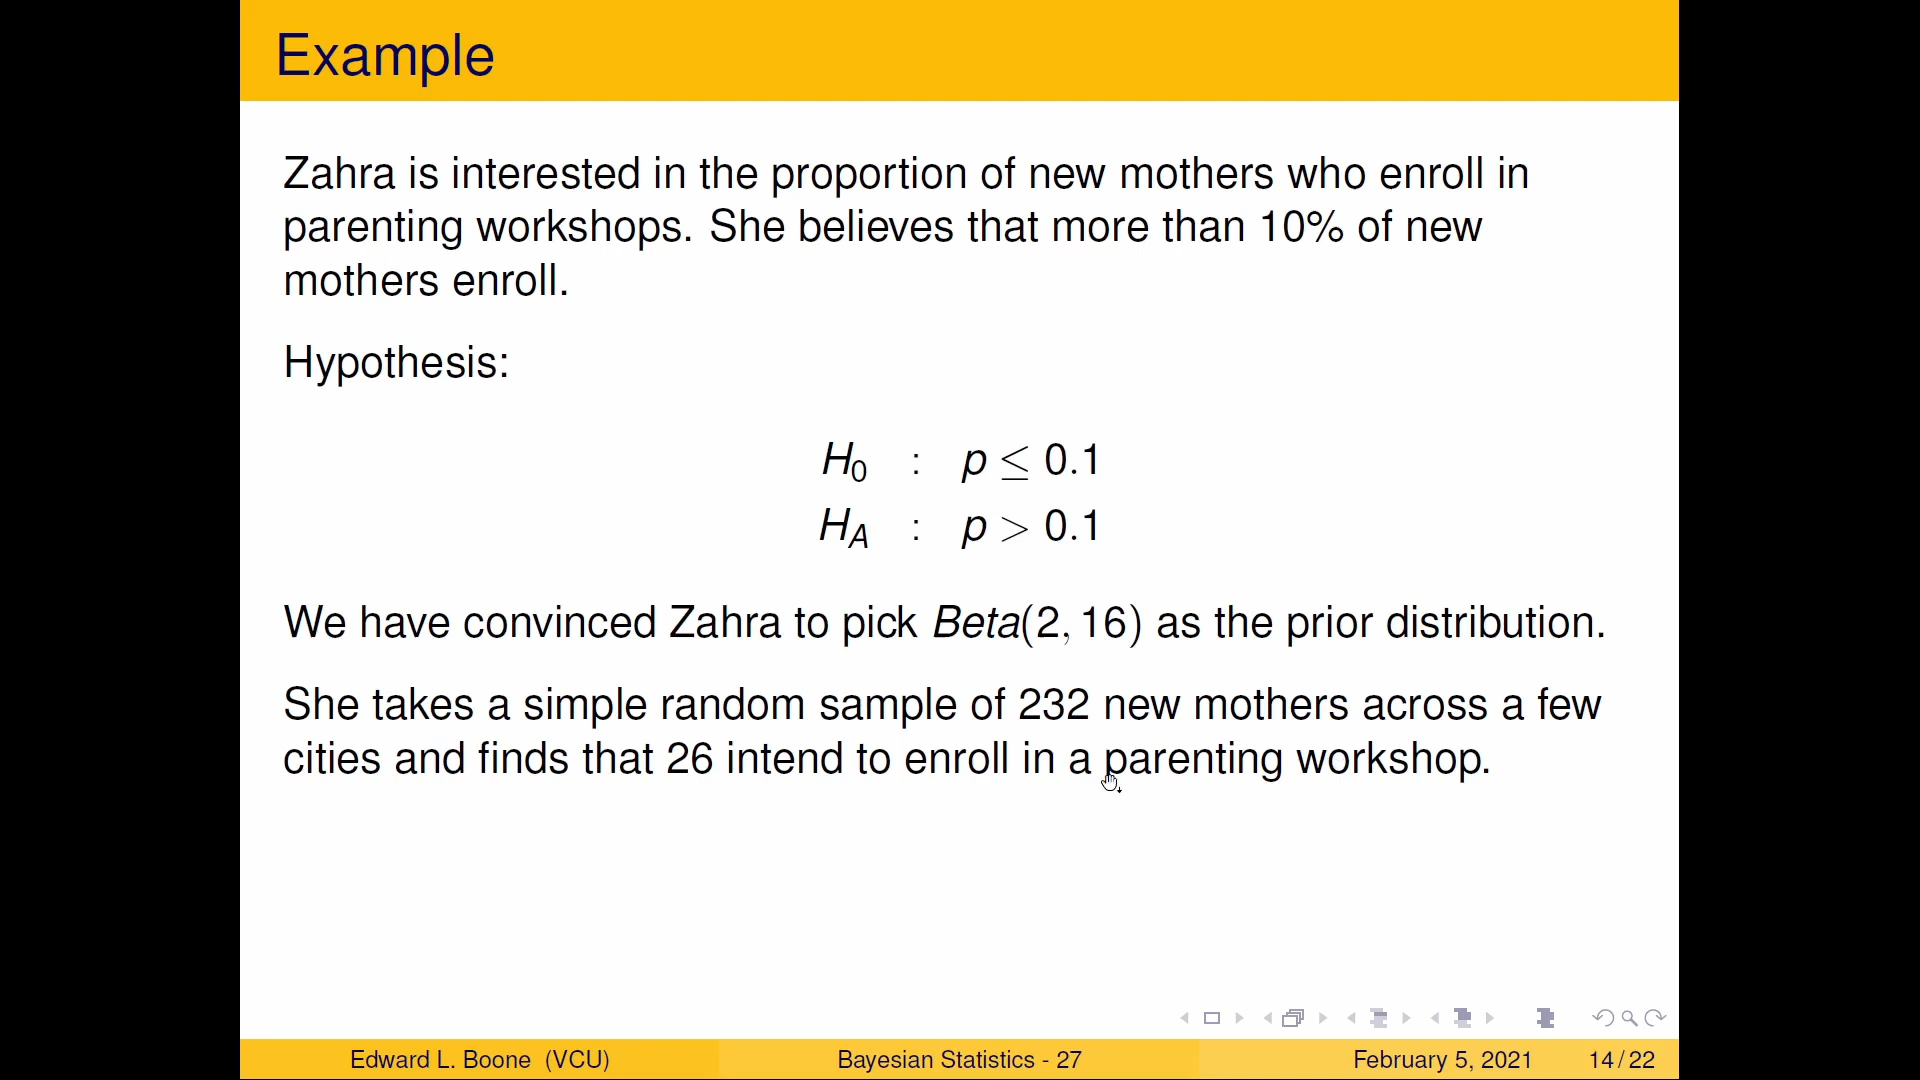 Example
Zahra is interested in the proportion of new mothers who enroll in
parenting workshops. She believes that more than 10% of new
mothers enroll.
Hypothesis:
H₀ : p ≤ 0.1
H_A : p > 0.1
We have convinced Zahra to pick Beta(2, 16) as the prior distribution.
She takes a simple random sample of 232 new mothers across a few
cities and finds that 26 intend to enroll in a parenting workshop.
Edward L. Boone (VCU) Bayesian Statistics - 27 February 5, 2021 14 / 22